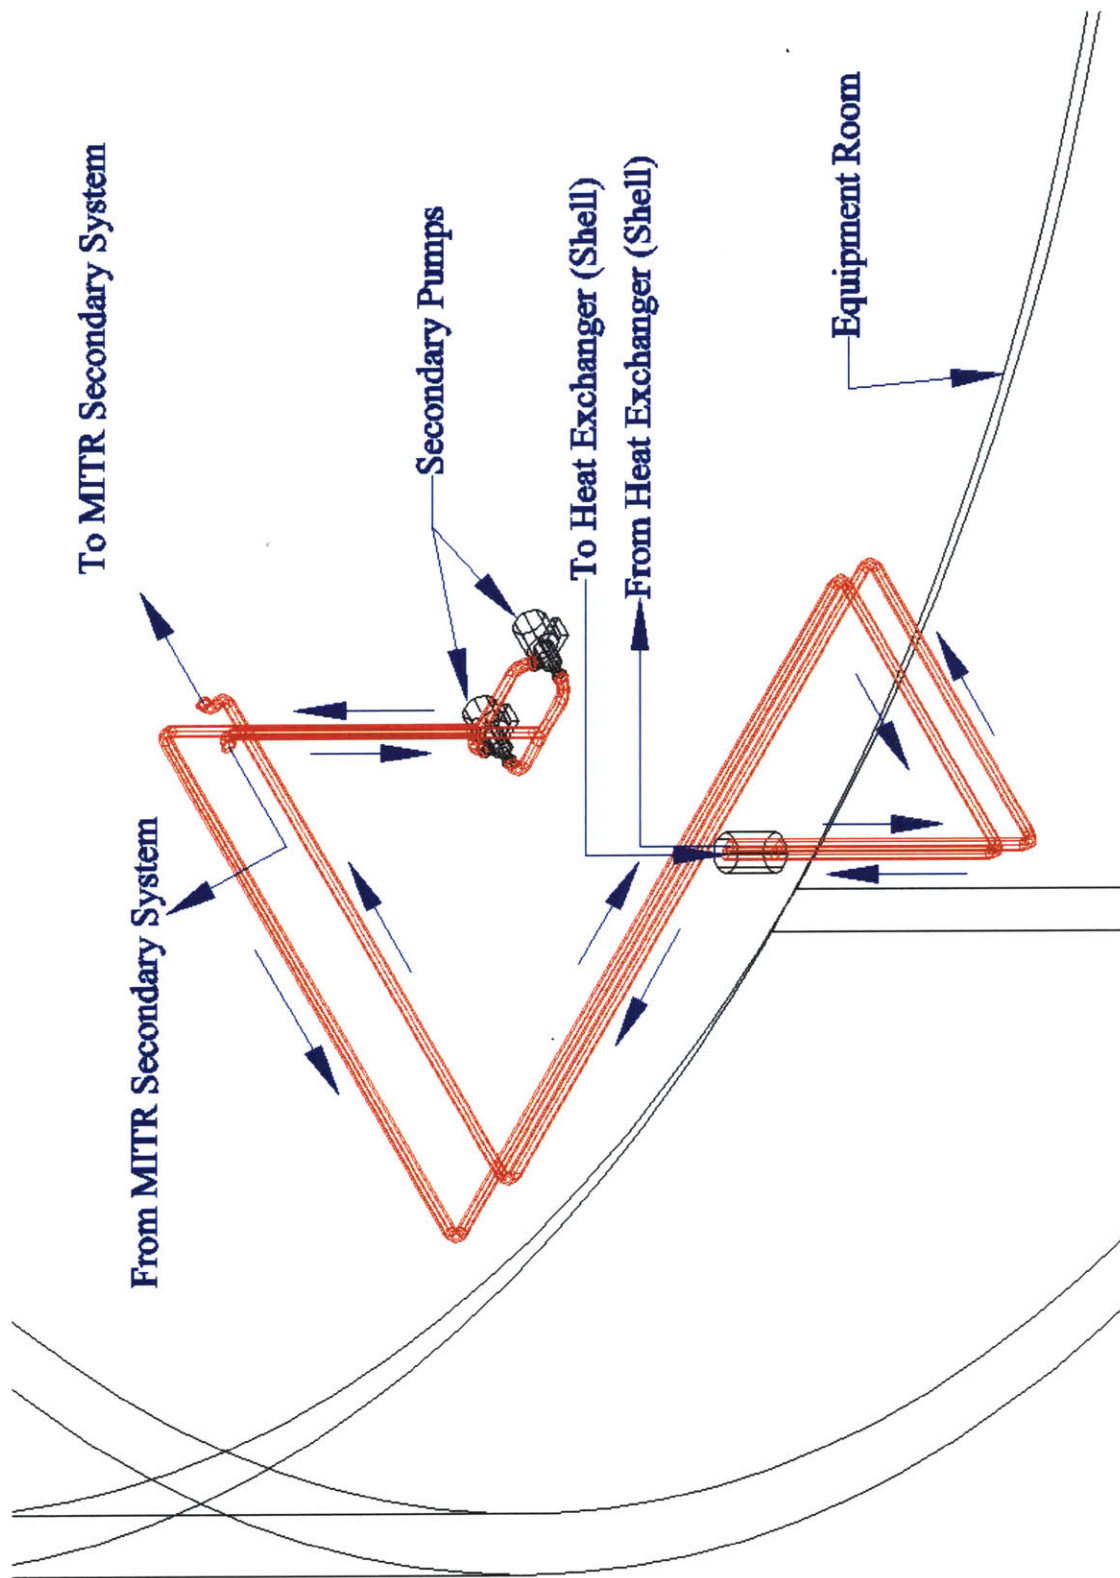 To MITR Secondary System
From MITR Secondary System
Secondary Pumps
To Heat Exchanger (Shell)
From Heat Exchanger (Shell)
Equipment Room